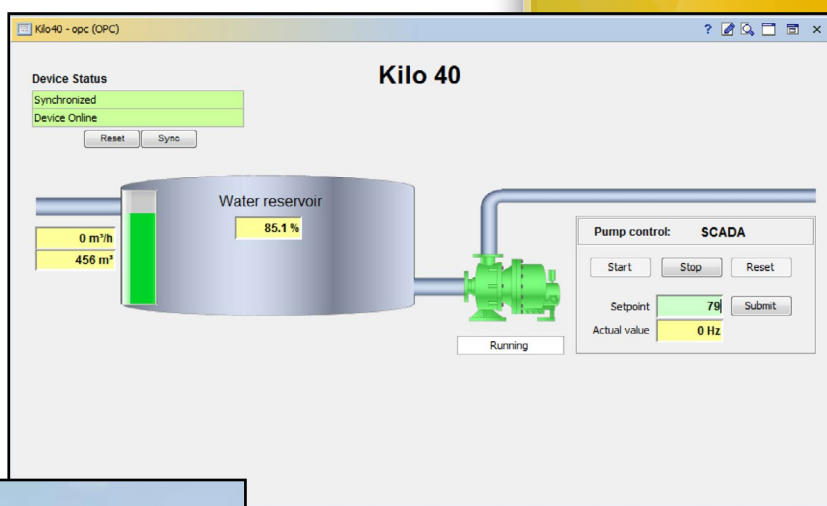 Kilo40 - opc (OPC)
Kilo 40
Device Status
Synchronized
Device Online
Reset Sync
Water reservoir
85.1 %
0 m³/h
456 m³
Running
Pump control: SCADA
Start Stop Reset
Setpoint 79 Submit
Actual value 0 Hz